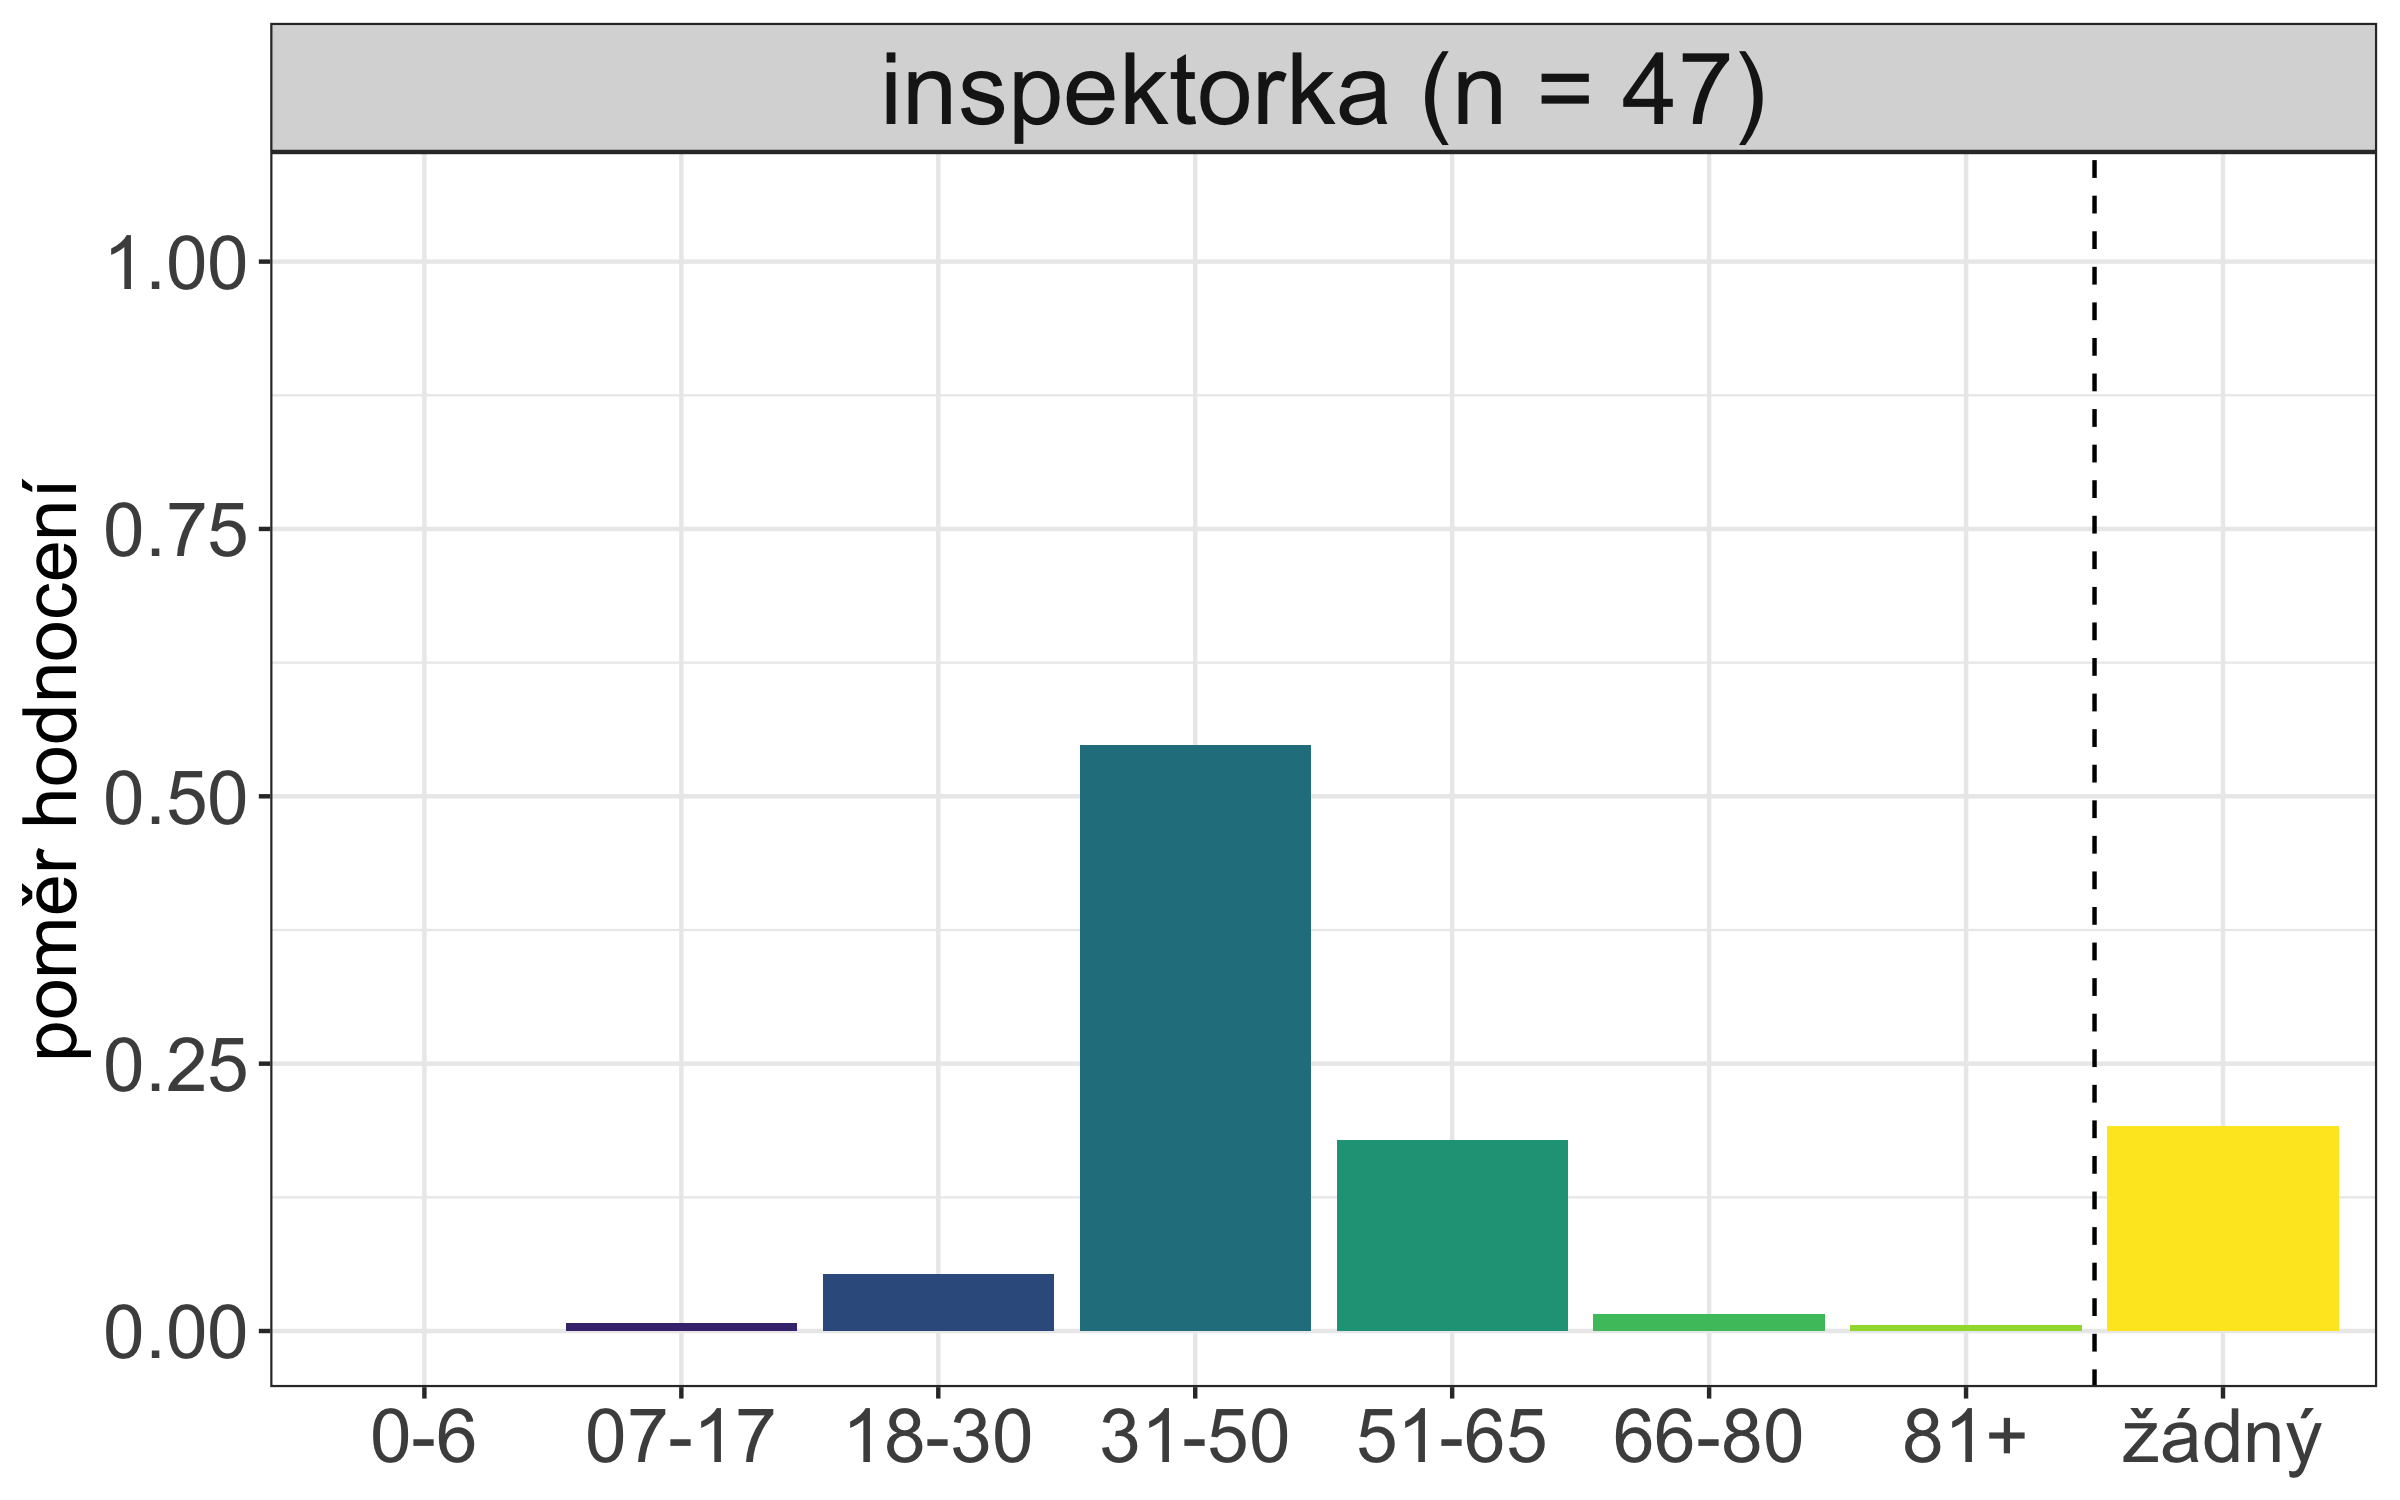 inspektorka (n = 47)
poměr hodnocení
1.00
0.75
0.50
0.25
0.00
0-6 07-17 18-30 31-50 51-65 66-80 81+ žádný